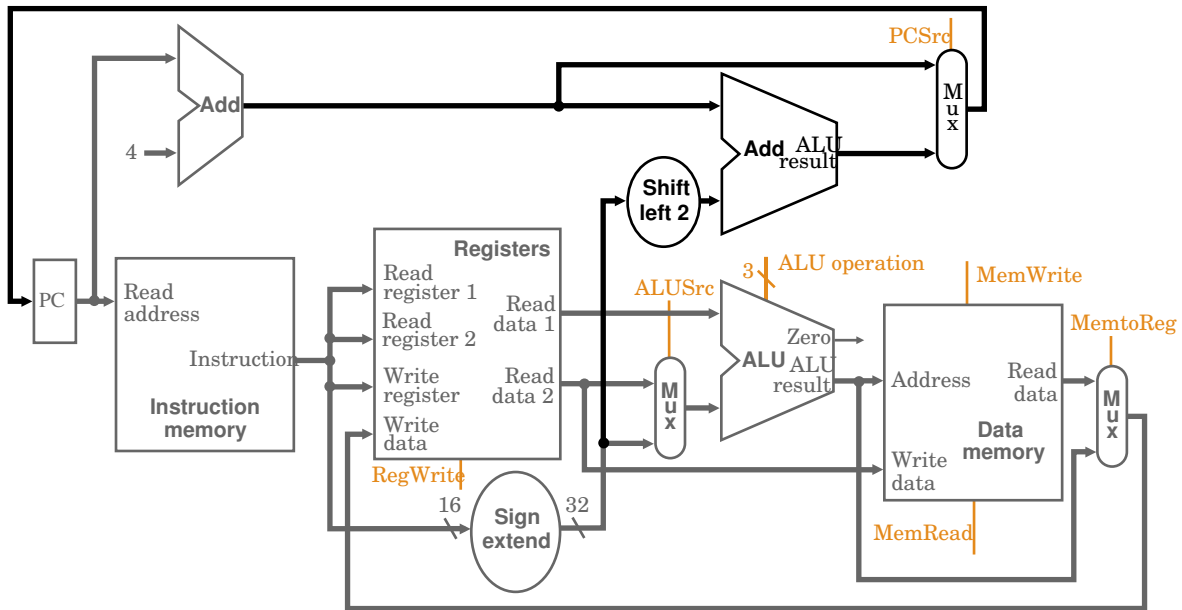 PCSrc
M
u
x
Add
4
Add
ALU
result
Shift
left 2
Registers
Read
register 1
Read
register 2
Write
register
Write
data
Read
data 1
Read
data 2
RegWrite
PC
Read
address
Instruction
Instruction
memory
16
Sign
extend
32
ALUSrc
M
u
x
3
ALU operation
Zero
ALU
ALU
result
MemWrite
Address
Read
data
Data
memory
Write
data
MemRead
MemtoReg
M
u
x